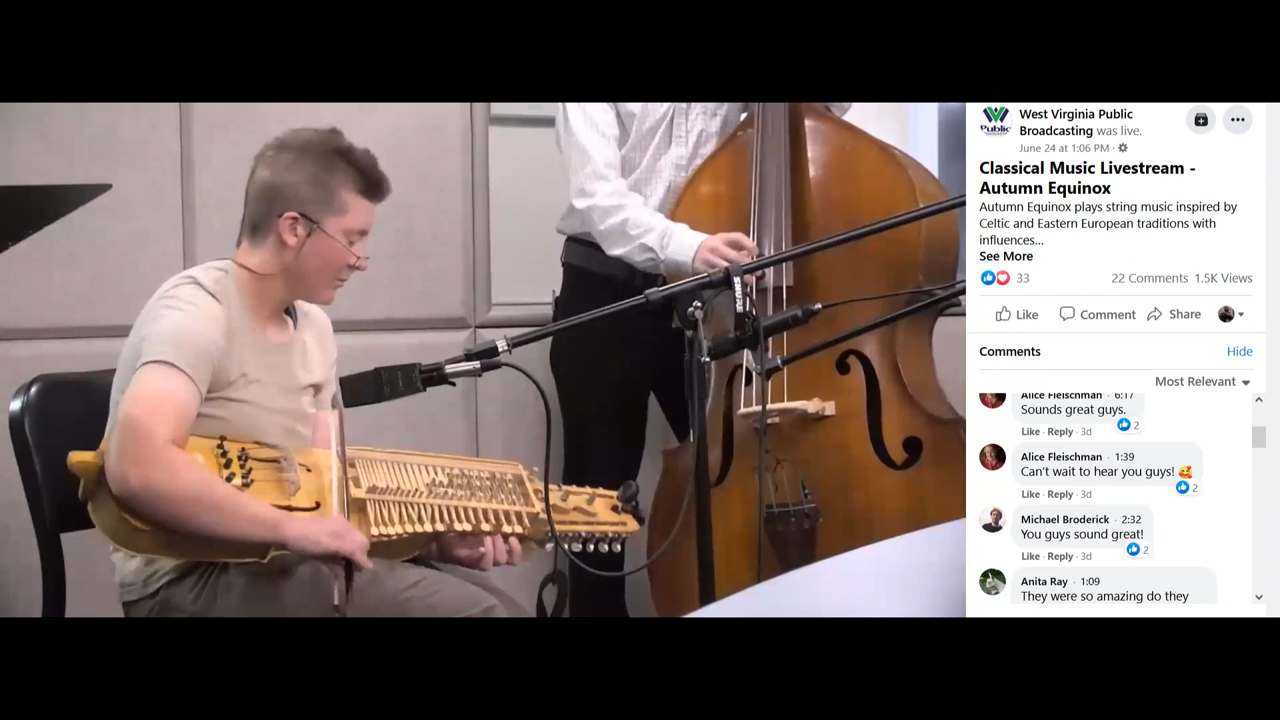 Public
West Virginia Public
Broadcasting was live.
June 24 at 1:06 PM ·
Classical Music Livestream -
Autumn Equinox
Autumn Equinox plays string music inspired by
Celtic and Eastern European traditions with
influences...
See More
33
22 Comments 1.5K Views
Like Comment Share
Comments Hide
Most Relevant
Alice Fleischman · 6:17
Sounds great guys.
2
Like · Reply · 3d
Alice Fleischman · 1:39
Can't wait to hear you guys! 🥰
2
Like · Reply · 3d
Michael Broderick · 2:32
You guys sound great!
2
Like · Reply · 3d
Anita Ray · 1:09
They were so amazing do they
SHURE